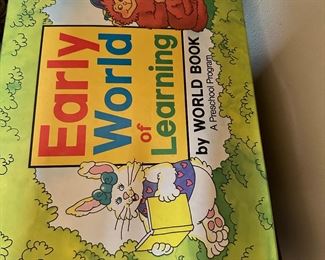 Early
World
of
Learning
by WORLD BOOK
A Preschool Program